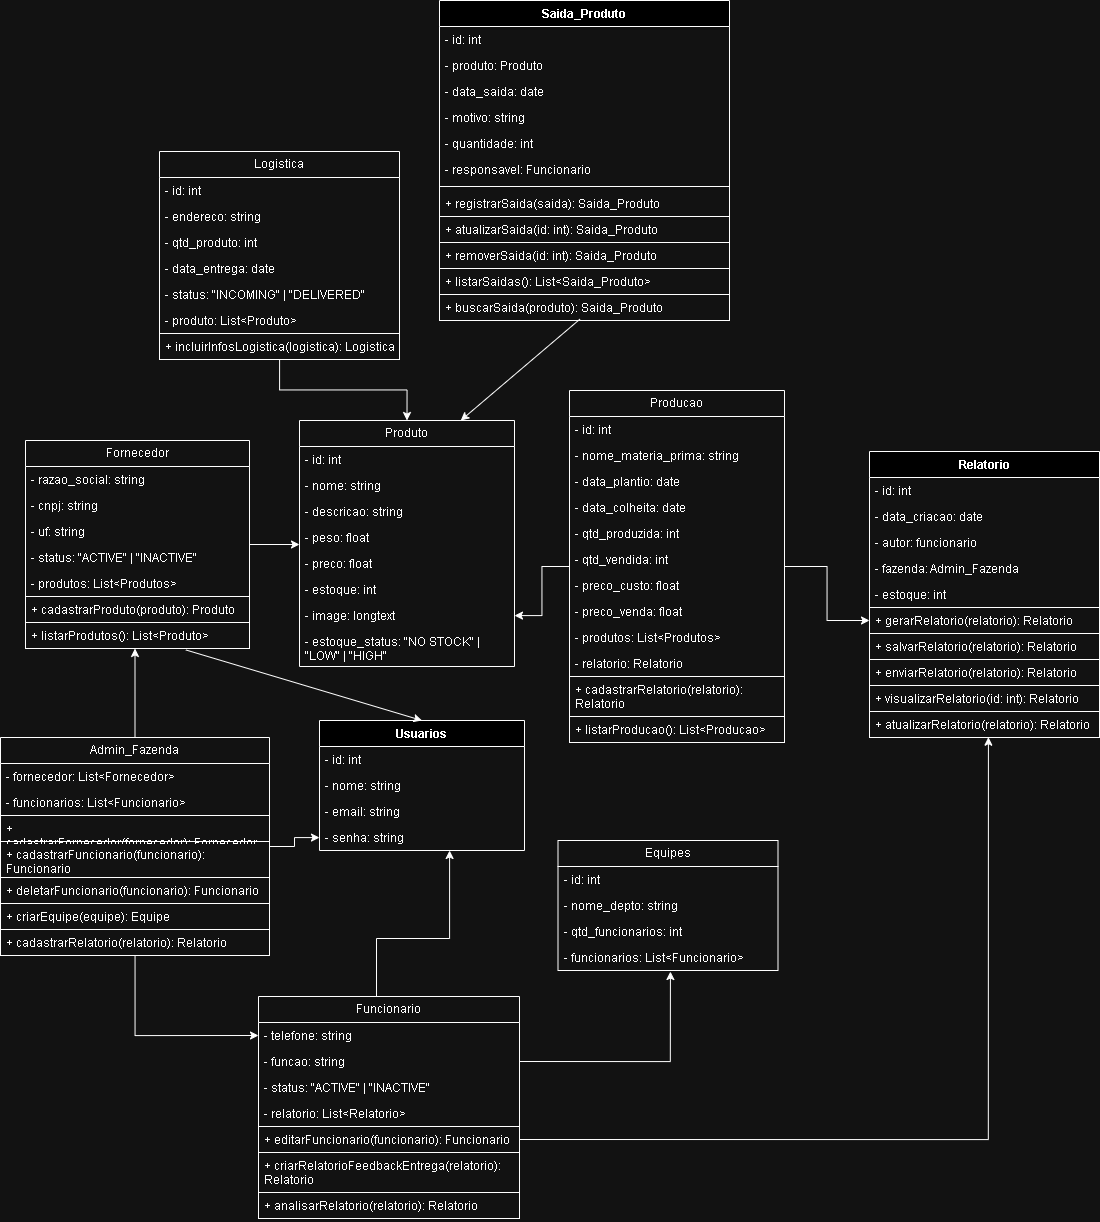 Saida_Produto
- id: int
- produto: Produto
- data_saida: date
- motivo: string
- quantidade: int
- responsavel: Funcionario
+ registrarSaida(saida): Saida_Produto
+ atualizarSaida(id: int): Saida_Produto
+ removerSaida(id: int): Saida_Produto
+ listarSaidas(): List<Saida_Produto>
+ buscarSaida(produto): Saida_Produto
Logistica
- id: int
- endereco: string
- qtd_produto: int
- data_entrega: date
- status: "INCOMING" | "DELIVERED"
- produto: List<Produto>
+ incluirInfosLogistica(logistica): Logistica
Produto
- id: int
- nome: string
- descricao: string
- peso: float
- preco: float
- estoque: int
- image: longtext
- estoque_status: "NO STOCK" |
"LOW" | "HIGH"
Producao
- id: int
- nome_materia_prima: string
- data_plantio: date
- data_colheita: date
- qtd_produzida: int
- qtd_vendida: int
- preco_custo: float
- preco_venda: float
- produtos: List<Produtos>
- relatorio: Relatorio
+ cadastrarRelatorio(relatorio):
Relatorio
+ listarProducao(): List<Producao>
Relatorio
- id: int
- data_criacao: date
- autor: funcionario
- fazenda: Admin_Fazenda
- estoque: int
+ gerarRelatorio(relatorio): Relatorio
+ salvarRelatorio(relatorio): Relatorio
+ enviarRelatorio(relatorio): Relatorio
+ visualizarRelatorio(id: int): Relatorio
+ atualizarRelatorio(relatorio): Relatorio
Fornecedor
- razao_social: string
- cnpj: string
- uf: string
- status: "ACTIVE" | "INACTIVE"
- produtos: List<Produtos>
+ cadastrarProduto(produto): Produto
+ listarProdutos(): List<Produto>
Usuarios
- id: int
- nome: string
- email: string
- senha: string
Admin_Fazenda
- fornecedor: List<Fornecedor>
- funcionarios: List<Funcionario>
+
cadastrarFornecedor(fornecedor): Fornecedor
+ cadastrarFuncionario(funcionario):
Funcionario
+ deletarFuncionario(funcionario): Funcionario
+ criarEquipe(equipe): Equipe
+ cadastrarRelatorio(relatorio): Relatorio
Equipes
- id: int
- nome_depto: string
- qtd_funcionarios: int
- funcionarios: List<Funcionario>
Funcionario
- telefone: string
- funcao: string
- status: "ACTIVE" | "INACTIVE"
- relatorio: List<Relatorio>
+ editarFuncionario(funcionario): Funcionario
+ criarRelatorioFeedbackEntrega(relatorio):
Relatorio
+ analisarRelatorio(relatorio): Relatorio